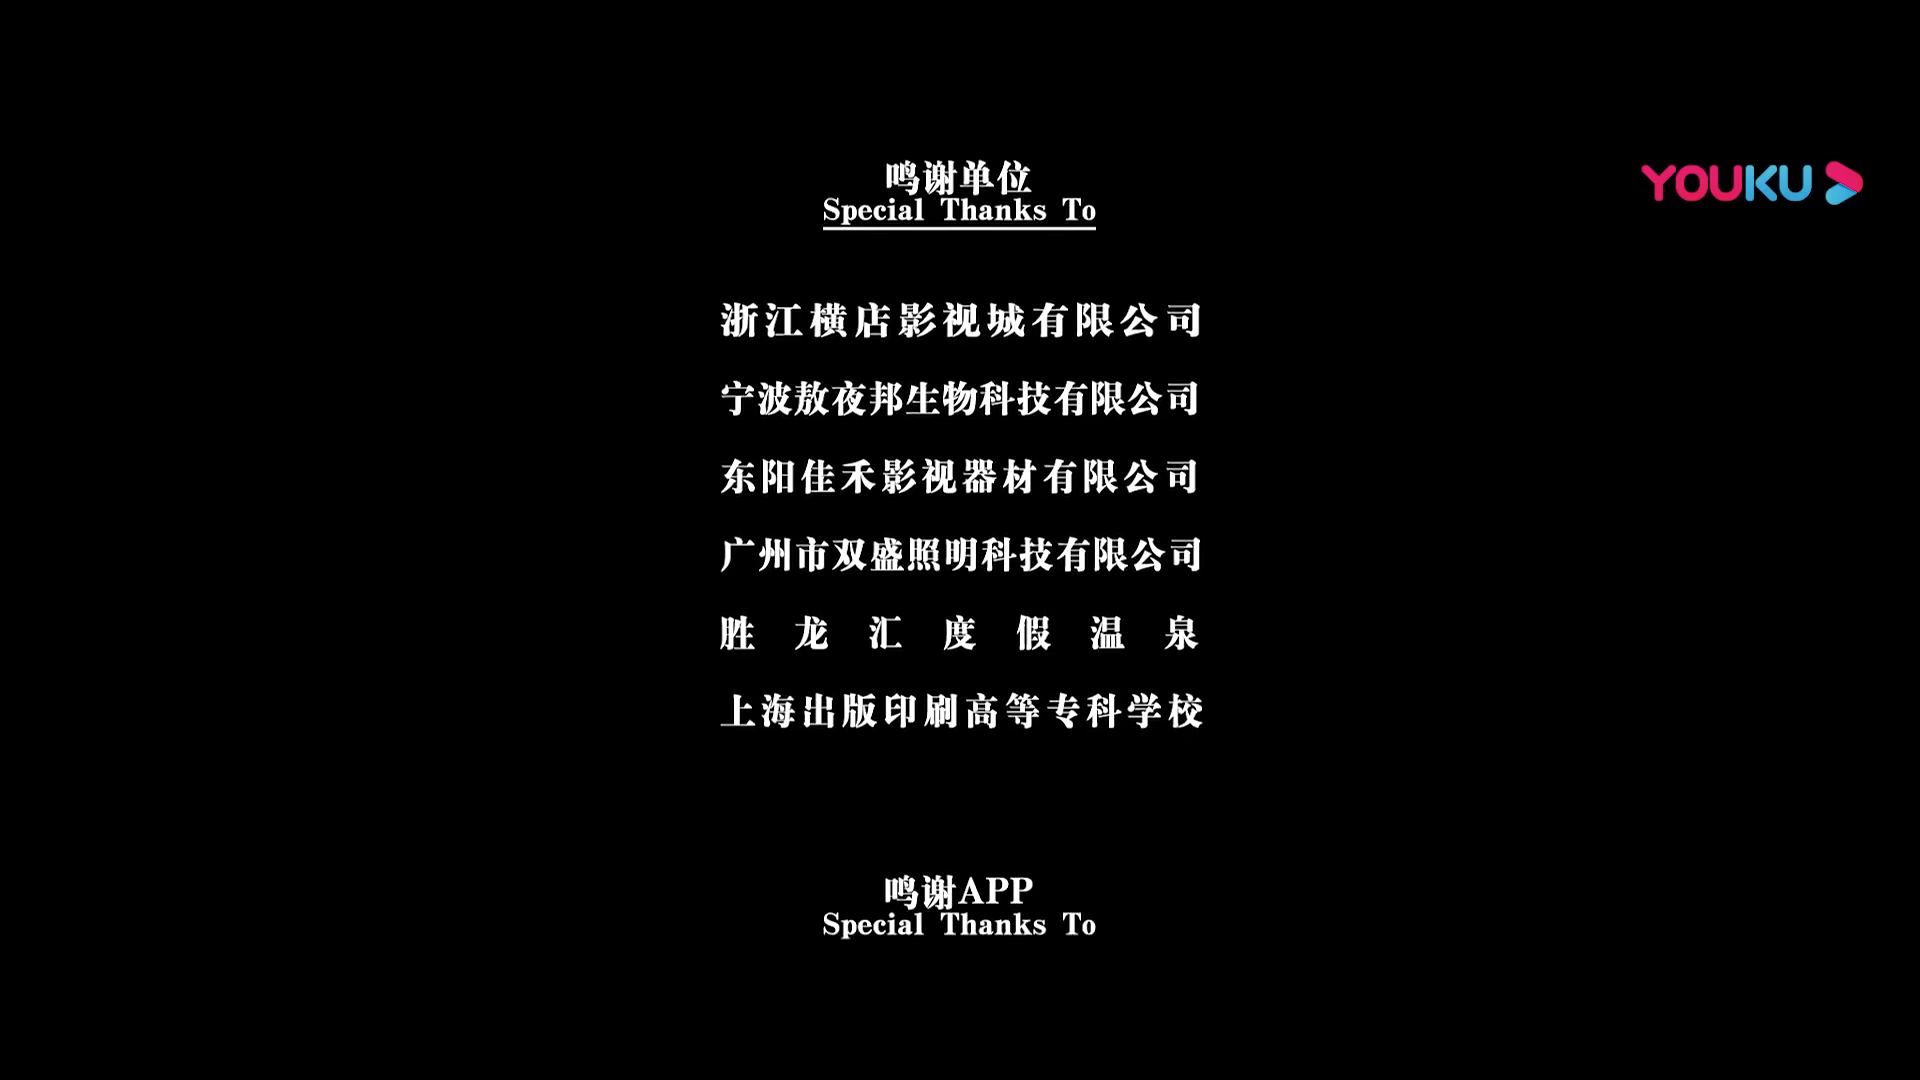 鸣谢单位
Special Thanks To
YOUKU
浙江横店影视城有限公司
宁波敖夜邦生物科技有限公司
东阳佳禾影视器材有限公司
广州市双盛照明科技有限公司
胜龙汇度假温泉
上海出版印刷高等专科学校
鸣谢APP
Special Thanks To